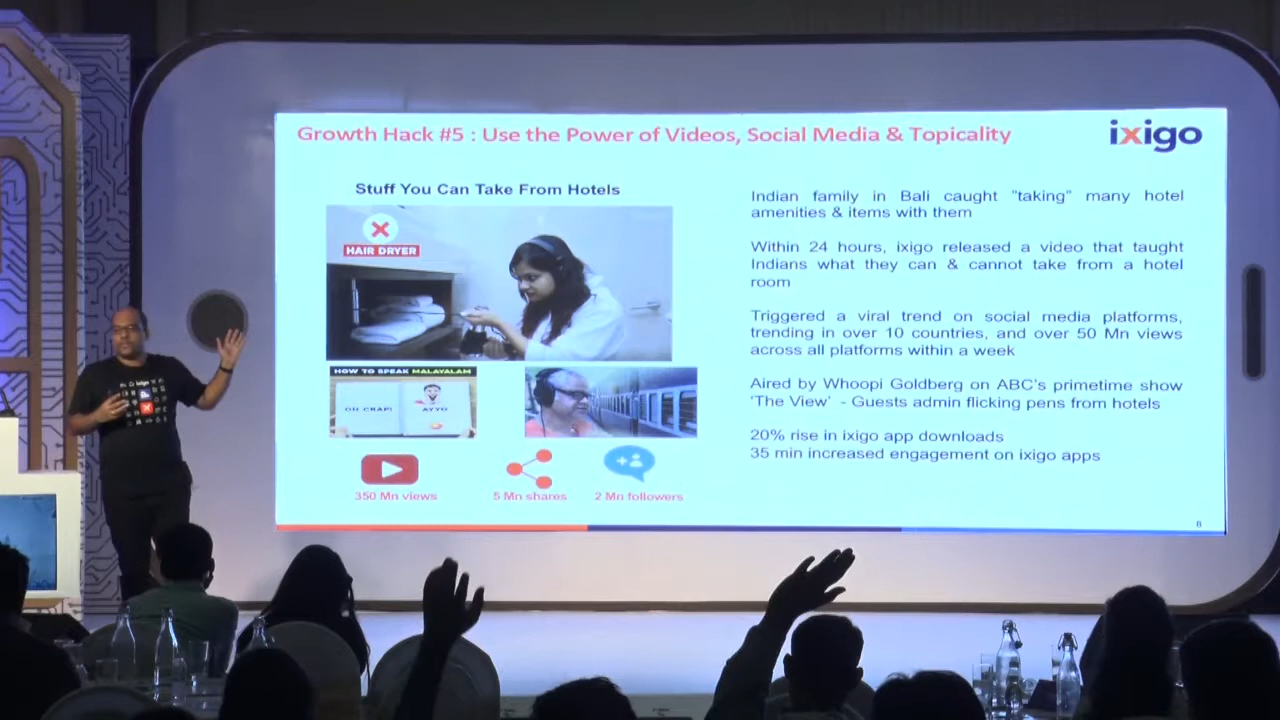 Growth Hack #5 : Use the Power of Videos, Social Media & Topicality
ixigo
Stuff You Can Take From Hotels
HAIR DRYER
HOW TO SPEAK MALAYALAM
OH CRAP!
AYYO
350 Mn views
5 Mn shares
2 Mn followers
Indian family in Bali caught "taking" many hotel
amenities & items with them
Within 24 hours, ixigo released a video that taught
Indians what they can & cannot take from a hotel
room
Triggered a viral trend on social media platforms,
trending in over 10 countries, and over 50 Mn views
across all platforms within a week
Aired by Whoopi Goldberg on ABC's primetime show
'The View' - Guests admin flicking pens from hotels
20% rise in ixigo app downloads
35 min increased engagement on ixigo apps
8
ixigo